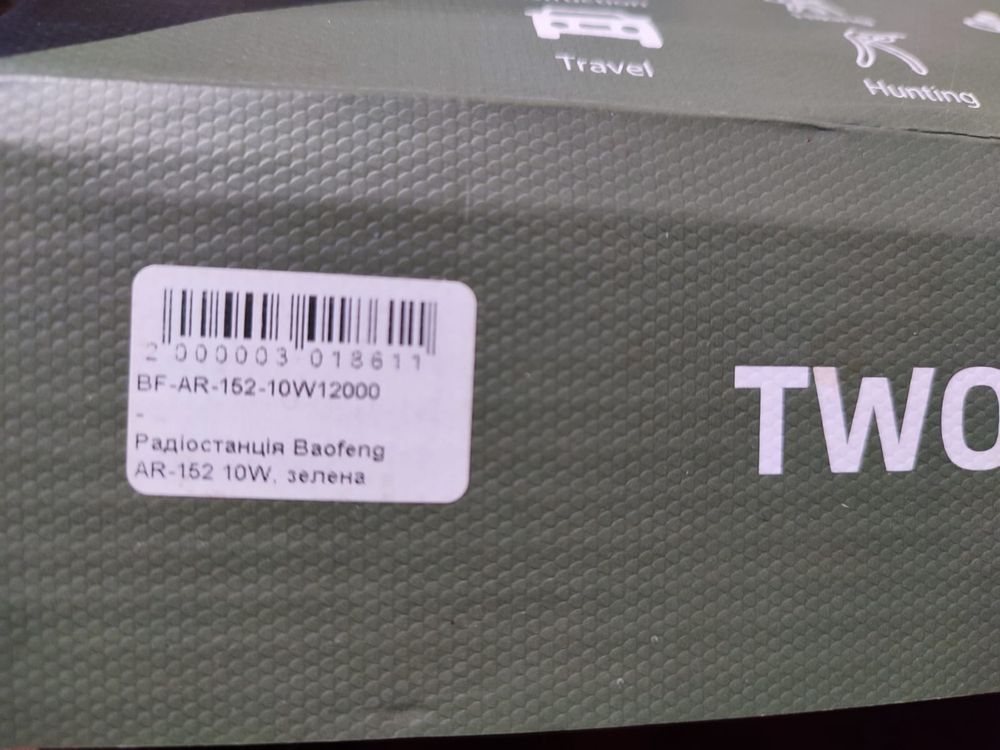 Travel
Hunting
2 000003 018611
BF-AR-152-10W12000
-
Радіостанція Baofeng
AR-152 10W, зелена
TWO